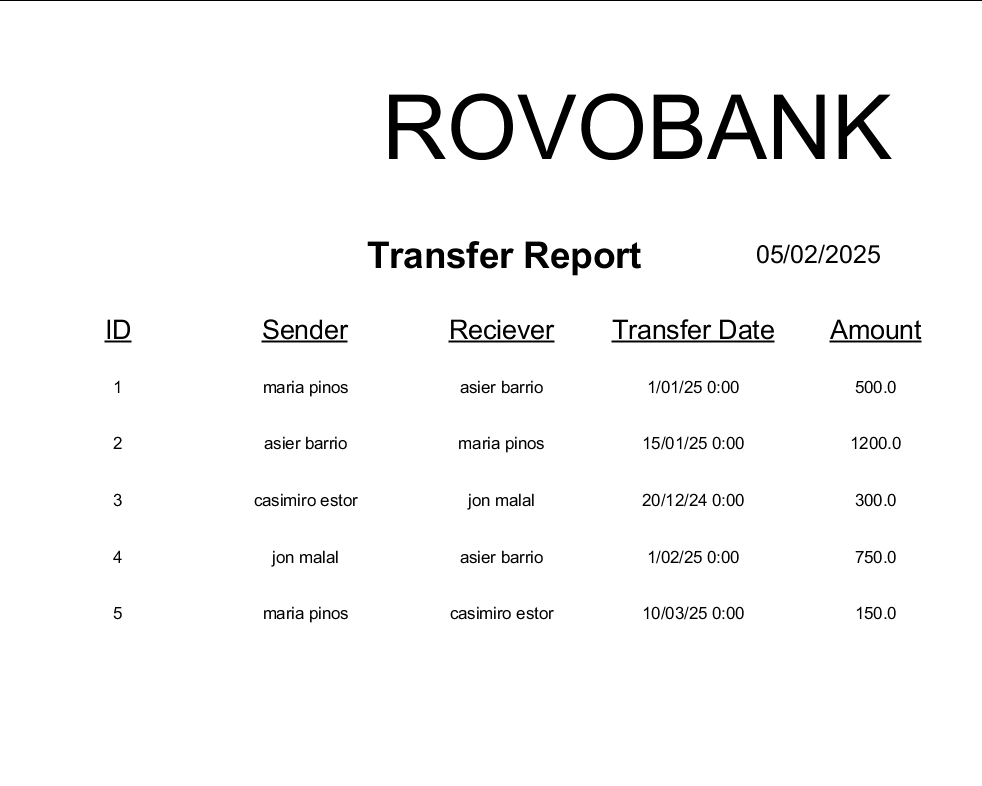 ROVOBANK
Transfer Report 05/02/2025
ID Sender Reciever Transfer Date Amount
1 maria pinos asier barrio 1/01/25 0:00 500.0
2 asier barrio maria pinos 15/01/25 0:00 1200.0
3 casimiro estor jon malal 20/12/24 0:00 300.0
4 jon malal asier barrio 1/02/25 0:00 750.0
5 maria pinos casimiro estor 10/03/25 0:00 150.0